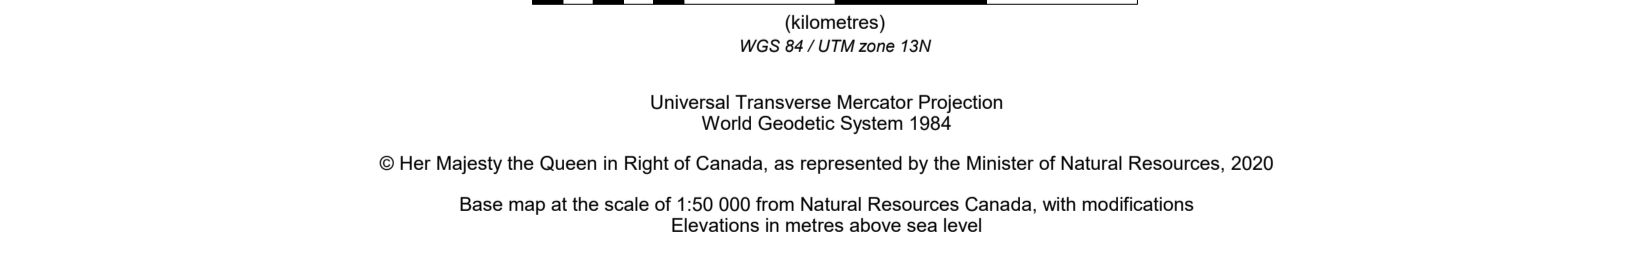 (kilometres)
WGS 84 / UTM zone 13N
Universal Transverse Mercator Projection
World Geodetic System 1984
© Her Majesty the Queen in Right of Canada, as represented by the Minister of Natural Resources, 2020
Base map at the scale of 1:50 000 from Natural Resources Canada, with modifications
Elevations in metres above sea level